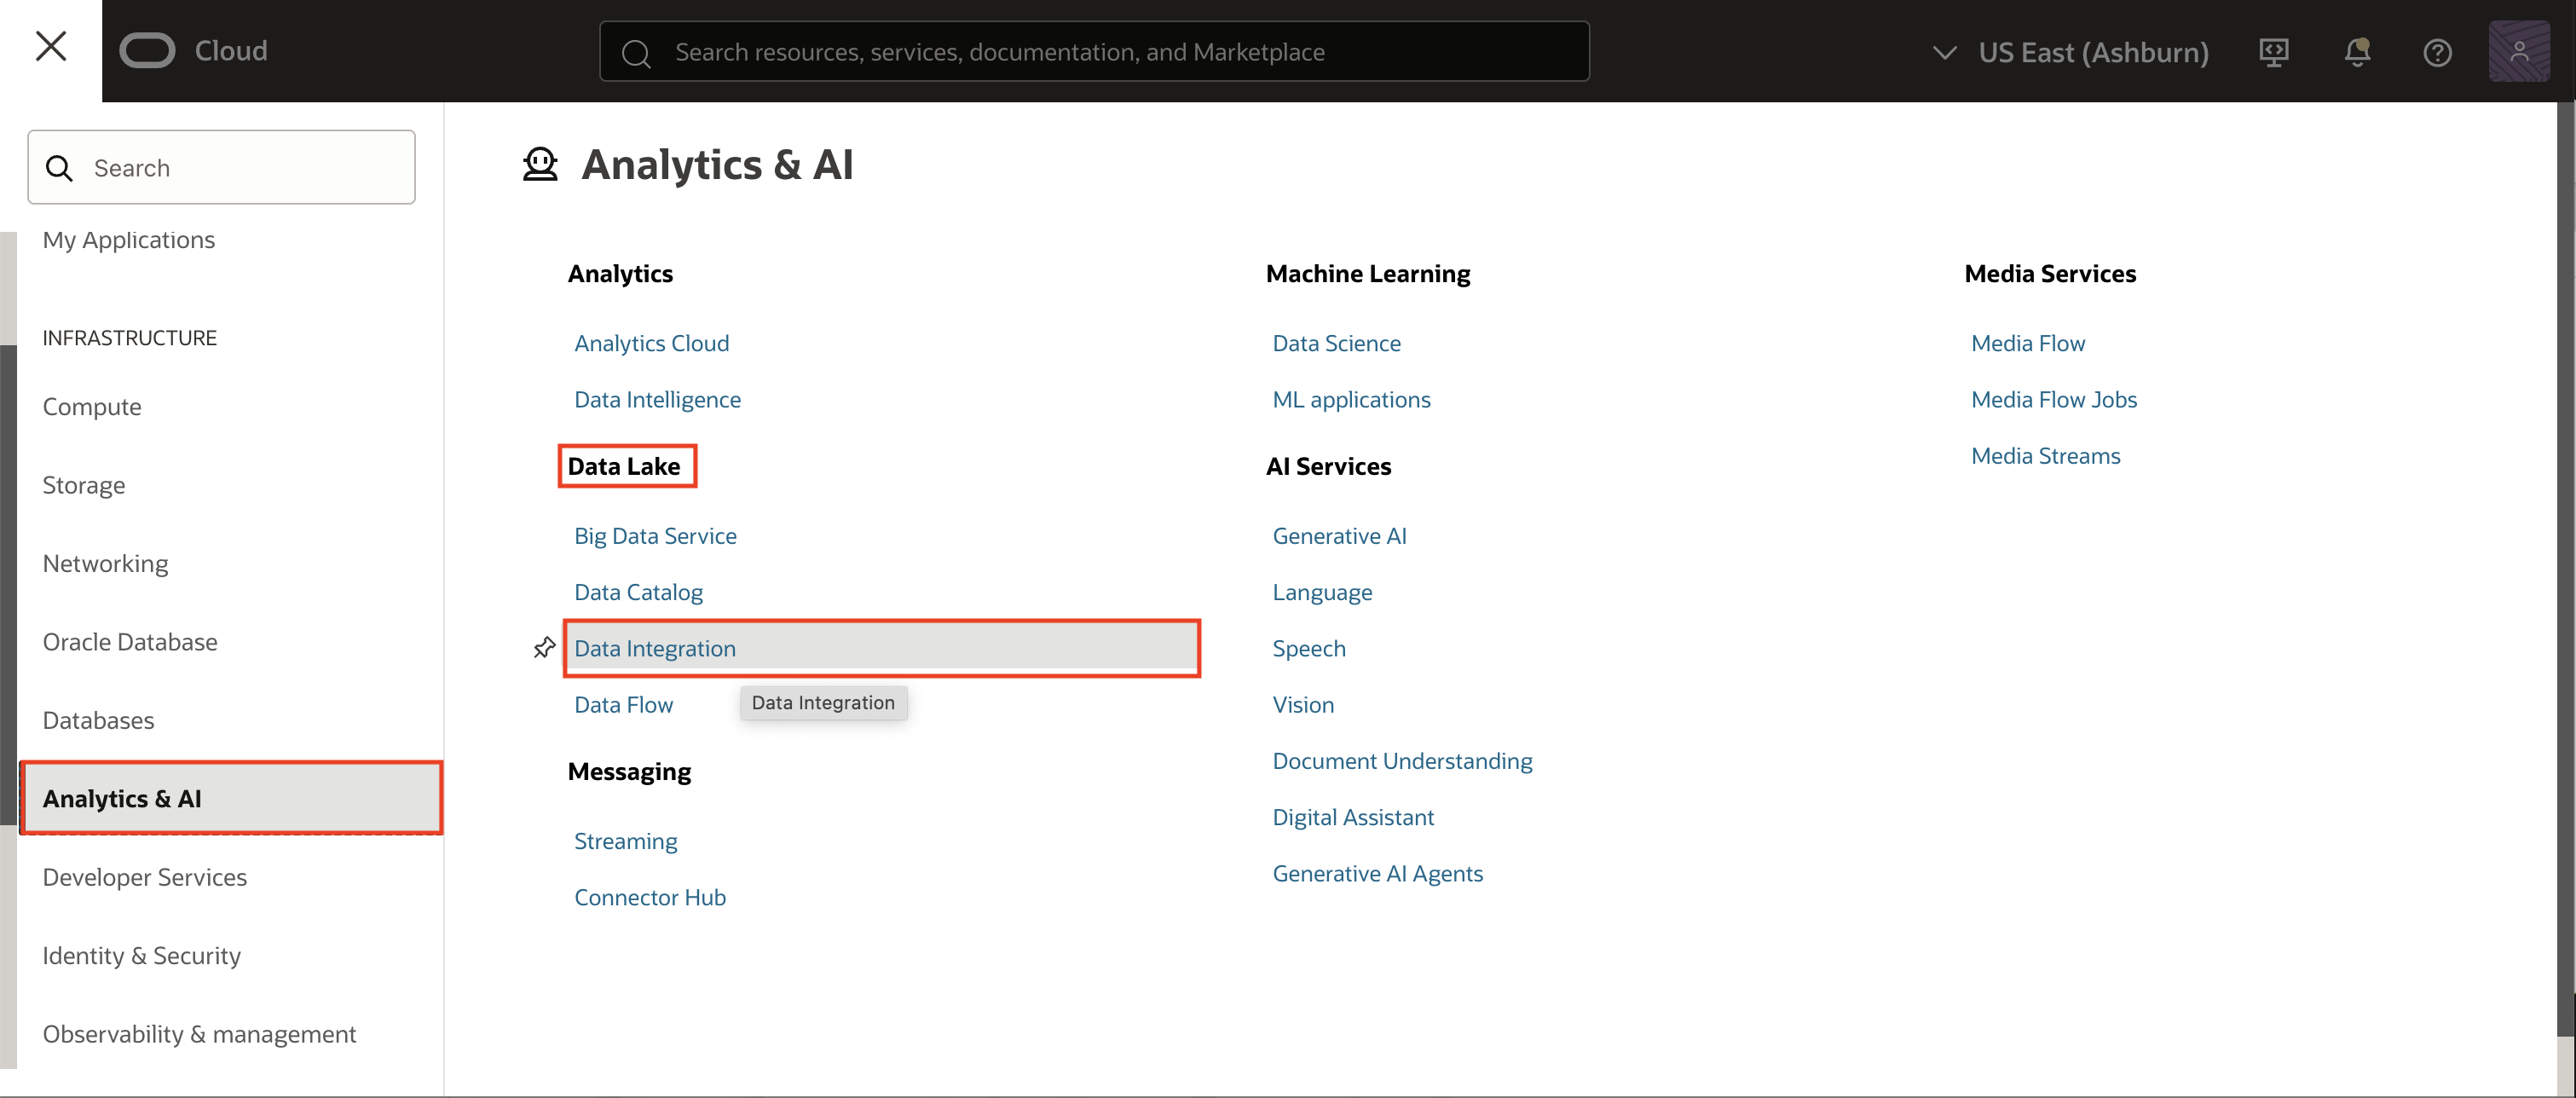 Cloud
Search resources, services, documentation, and Marketplace
US East (Ashburn)
Search
My Applications
INFRASTRUCTURE
Compute
Storage
Networking
Oracle Database
Databases
Analytics & AI
Developer Services
Identity & Security
Observability & management
Analytics & AI
Analytics
Analytics Cloud
Data Intelligence
Data Lake
Big Data Service
Data Catalog
Data Integration
Data Flow
Data Integration
Messaging
Streaming
Connector Hub
Machine Learning
Data Science
ML applications
AI Services
Generative AI
Language
Speech
Vision
Document Understanding
Digital Assistant
Generative AI Agents
Media Services
Media Flow
Media Flow Jobs
Media Streams